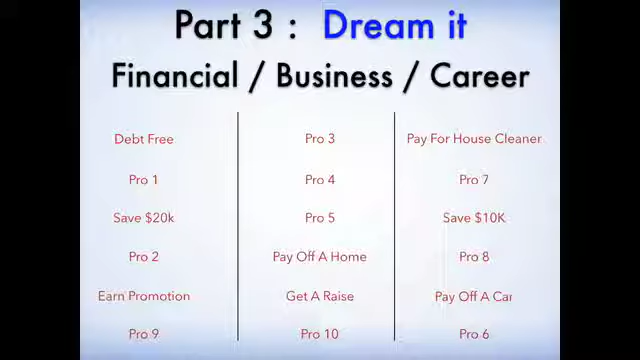 Part 3 : Dream it
Financial / Business / Career
Debt Free
Pro 1
Save $20k
Pro 2
Earn Promotion
Pro 9
Pro 3
Pro 4
Pro 5
Pay Off A Home
Get A Raise
Pro 10
Pay For House Cleaner
Pro 7
Save $10K
Pro 8
Pay Off A Car
Pro 6